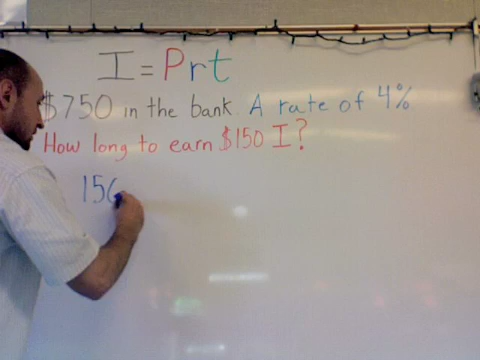 I = Prt
$750 in the bank. A rate of 4%
How long to earn $150 I?
150